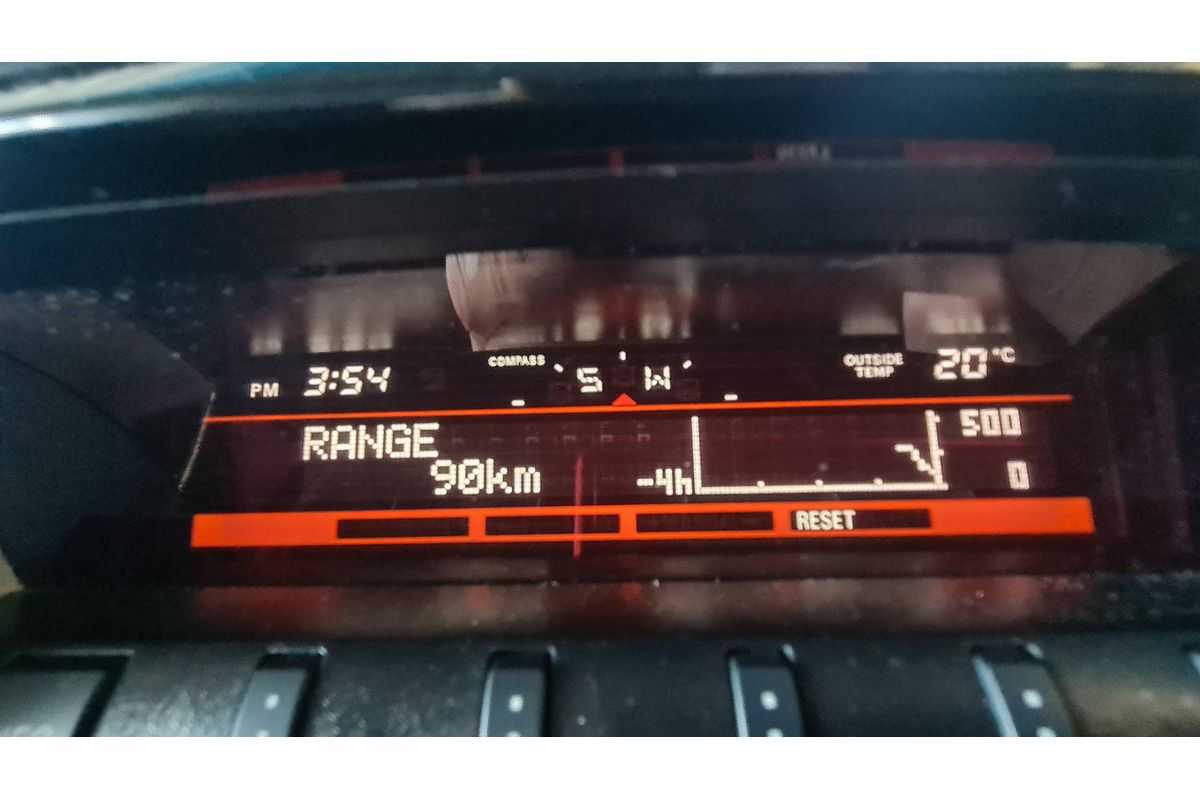 PM 3:54 COMPASS S W OUTSIDE TEMP 20 °C
RANGE
90km
-4h
500
0
RESET